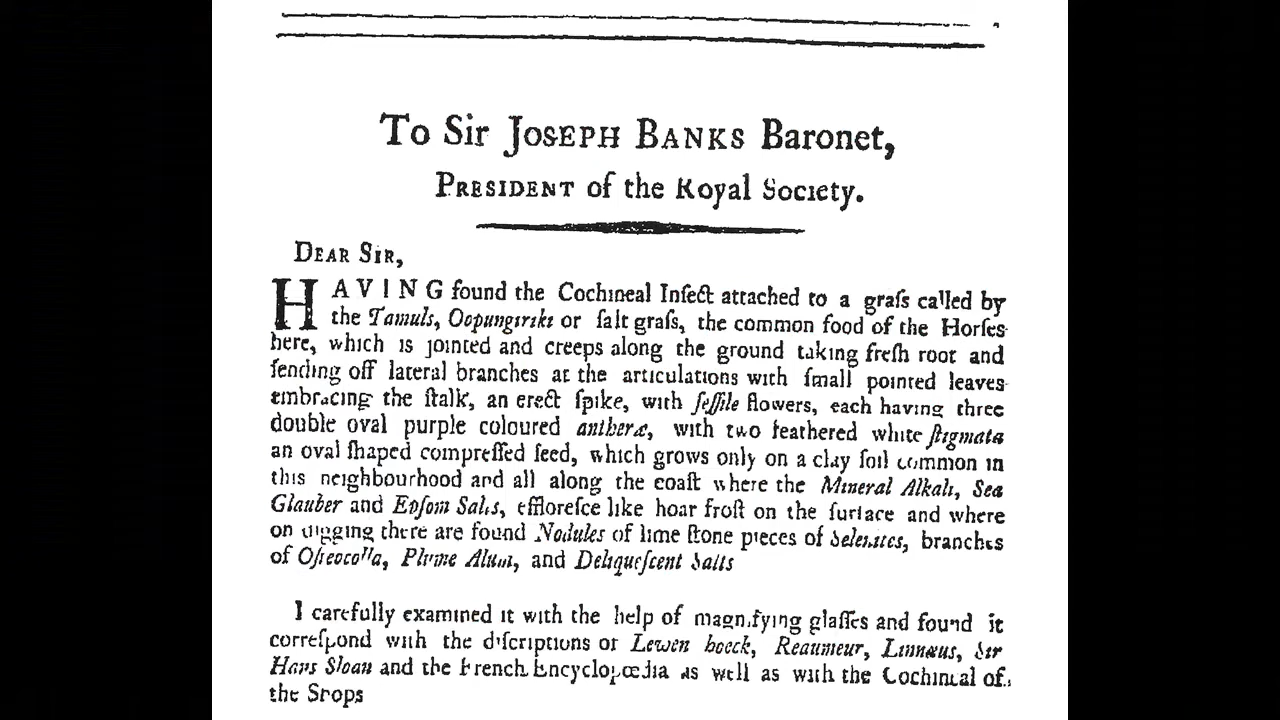 To Sir JOSEPH BANKS Baronet,
PRESIDENT of the Royal Society.
DEAR SIR,
HAVING found the Cochineal Inſect attached to a graſs called by
the Tamuls, Oopungiriki or ſalt graſs, the common food of the Horſes
here, which is jointed and creeps along the ground taking freſh root and
ſending off lateral branches at the articulations with ſmall pointed leaves
embracing the ſtalk, an erect ſpike, with ſeſſile flowers, each having three
double oval purple coloured antheræ, with two feathered white ſtigmata
an oval ſhaped compreſſed ſeed, which grows only on a clay ſoil common in
this neighbourhood and all along the coaſt where the Mineral Alkali, Sea
Glauber and Epſom Salts, effloreſce like hoar froſt on the ſurface and where
on digging there are found Nodules of lime ſtone pieces of Selenites, branches
of Oſteocolla, Plume Alum, and Deliqueſcent Salts
I carefully examined it with the help of magnifying glaſſes and found it
correſpond with the diſcriptions of Lewen hoeck, Reaumeur, Linnæus, Sir
Hans Sloan and the French Encyclopœdia as well as with the Cochineal of
the Shops